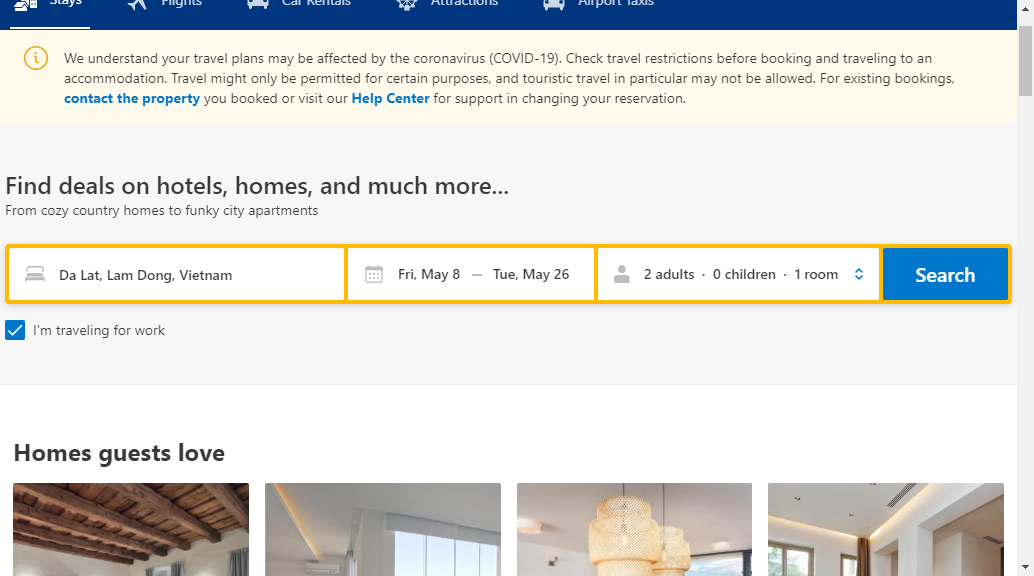 Stays Flights Car Rentals Attractions Airport Taxis
We understand your travel plans may be affected by the coronavirus (COVID-19). Check travel restrictions before booking and traveling to an
accommodation. Travel might only be permitted for certain purposes, and touristic travel in particular may not be allowed. For existing bookings,
contact the property you booked or visit our Help Center for support in changing your reservation.
Find deals on hotels, homes, and much more...
From cozy country homes to funky city apartments
Da Lat, Lam Dong, Vietnam Fri, May 8 — Tue, May 26 2 adults · 0 children · 1 room Search
I'm traveling for work
Homes guests love